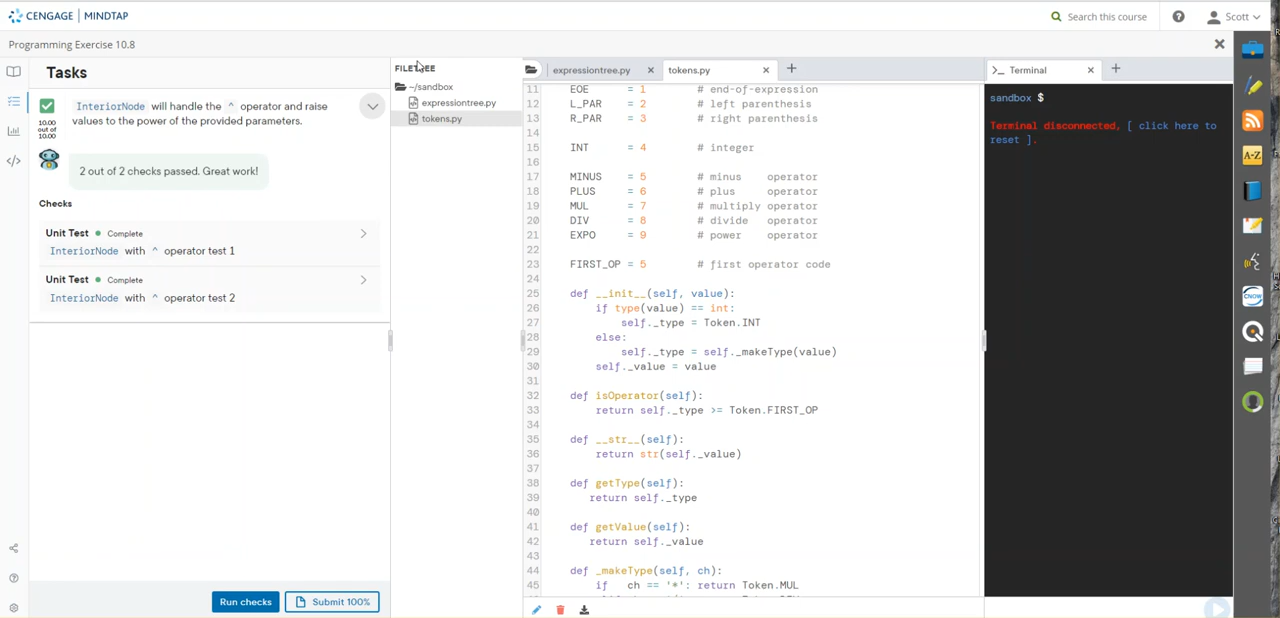 CENGAGE | MINDTAP
Search this course
Scott
Programming Exercise 10.8
Tasks
10.00
out of
10.00
InteriorNode will handle the ^ operator and raise
values to the power of the provided parameters.
2 out of 2 checks passed. Great work!
Checks
Unit Test Complete
InteriorNode with ^ operator test 1
Unit Test Complete
InteriorNode with ^ operator test 2
Run checks
Submit 100%
FILETREE
~/sandbox
expressiontree.py
tokens.py
expressiontree.py
tokens.py
11 EOE = 1 # end-of-expression
12 L_PAR = 2 # left parenthesis
13 R_PAR = 3 # right parenthesis
14
15 INT = 4 # integer
16
17 MINUS = 5 # minus operator
18 PLUS = 6 # plus operator
19 MUL = 7 # multiply operator
20 DIV = 8 # divide operator
21 EXPO = 9 # power operator
22
23 FIRST_OP = 5 # first operator code
24
25 def __init__(self, value):
26 if type(value) == int:
27 self._type = Token.INT
28 else:
29 self._type = self._makeType(value)
30 self._value = value
31
32 def isOperator(self):
33 return self._type >= Token.FIRST_OP
34
35 def __str__(self):
36 return str(self._value)
37
38 def getType(self):
39 return self._type
40
41 def getValue(self):
42 return self._value
43
44 def _makeType(self, ch):
45 if ch == '*': return Token.MUL
Terminal
sandbox $
Terminal disconnected, [ click here to
reset ].
A-Z
CNOW